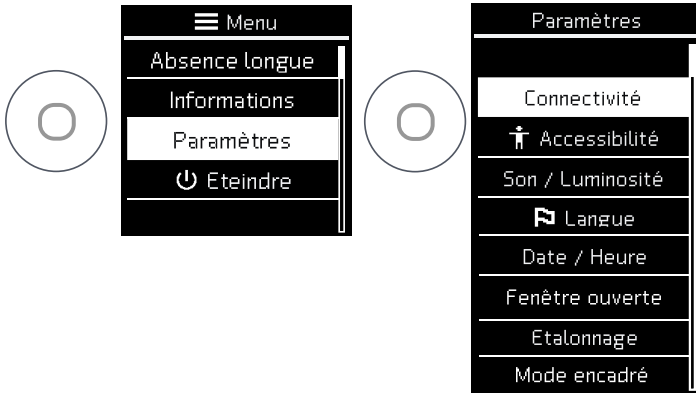 Menu
Absence longue
Informations
Paramètres
Eteindre
Paramètres
Connectivité
Accessibilité
Son / Luminosité
Langue
Date / Heure
Fenêtre ouverte
Etalonnage
Mode encadré